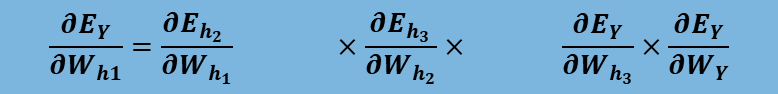 ∂E_Y/∂W_h1 = ∂E_h₂/∂W_h₁ × ∂E_h₃/∂W_h₂ × ∂E_Y/∂W_h₃ × ∂E_Y/∂W_Y